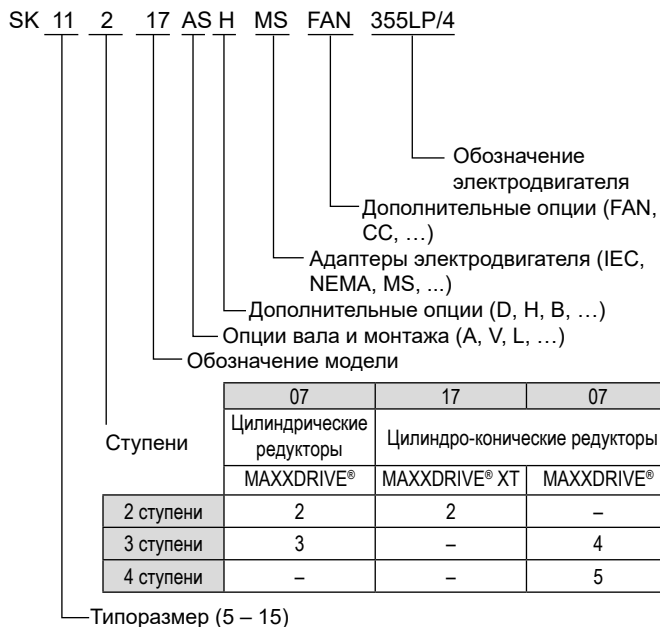 SK 11 2 17 AS H MS FAN 355LP/4
Обозначение
электродвигателя
Дополнительные опции (FAN,
CC, …)
Адаптеры электродвигателя (IEC,
NEMA, MS, ...)
Дополнительные опции (D, H, B, …)
Опции вала и монтажа (A, V, L, …)
Обозначение модели
07 17 07
Ступени
Цилиндрические
редукторы
Цилиндро-конические редукторы
MAXXDRIVE® MAXXDRIVE® XT MAXXDRIVE®
2 ступени 2 2 –
3 ступени 3 – 4
4 ступени – – 5
Типоразмер (5 – 15)